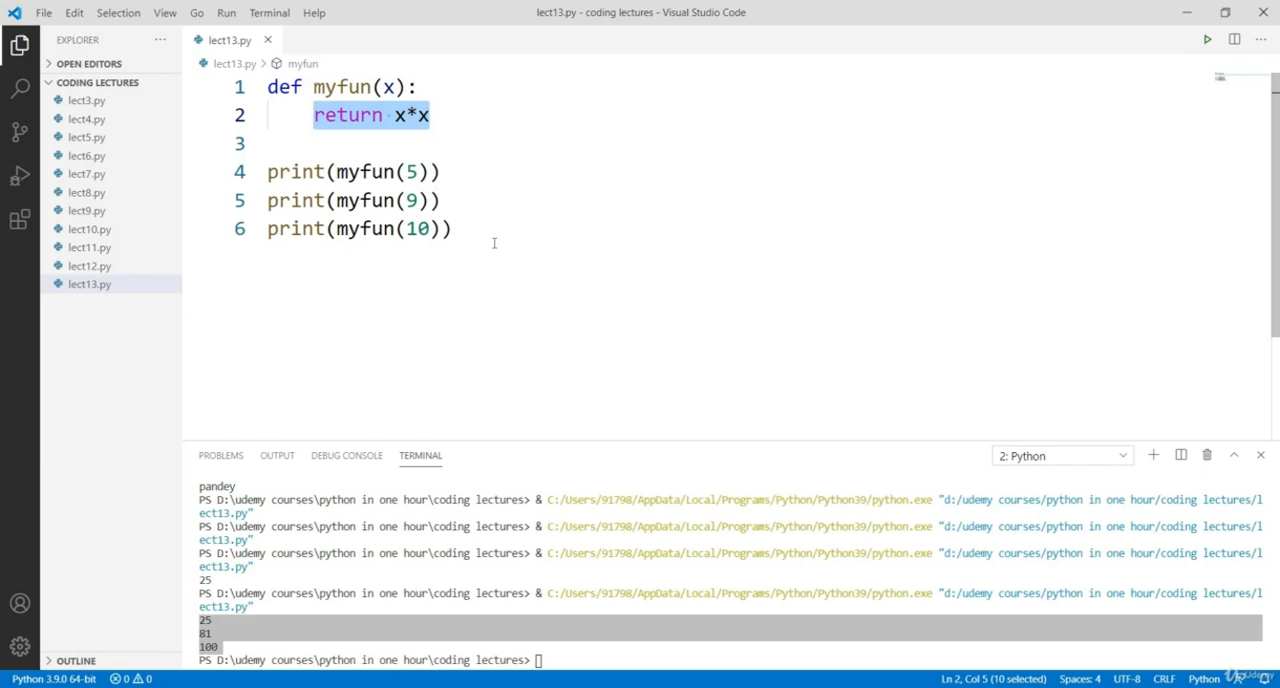 File Edit Selection View Go Run Terminal Help
lect13.py - coding lectures - Visual Studio Code
EXPLORER
OPEN EDITORS
CODING LECTURES
lect3.py
lect4.py
lect5.py
lect6.py
lect7.py
lect8.py
lect9.py
lect10.py
lect11.py
lect12.py
lect13.py
OUTLINE
lect13.py
lect13.py > myfun
1 def myfun(x):
2 return x*x
3
4 print(myfun(5))
5 print(myfun(9))
6 print(myfun(10))
PROBLEMS OUTPUT DEBUG CONSOLE TERMINAL
2: Python
pandey
PS D:\udemy courses\python in one hour\coding lectures> & C:/Users/91798/AppData/Local/Programs/Python/Python39/python.exe "d:/udemy courses/python in one hour/coding lectures/l
ect13.py"
PS D:\udemy courses\python in one hour\coding lectures> & C:/Users/91798/AppData/Local/Programs/Python/Python39/python.exe "d:/udemy courses/python in one hour/coding lectures/l
ect13.py"
PS D:\udemy courses\python in one hour\coding lectures> & C:/Users/91798/AppData/Local/Programs/Python/Python39/python.exe "d:/udemy courses/python in one hour/coding lectures/l
ect13.py"
25
PS D:\udemy courses\python in one hour\coding lectures> & C:/Users/91798/AppData/Local/Programs/Python/Python39/python.exe "d:/udemy courses/python in one hour/coding lectures/l
ect13.py"
25
81
100
PS D:\udemy courses\python in one hour\coding lectures>
Python 3.9.0 64-bit 0 0 Ln 2, Col 5 (10 selected) Spaces: 4 UTF-8 CRLF Python
Udemy